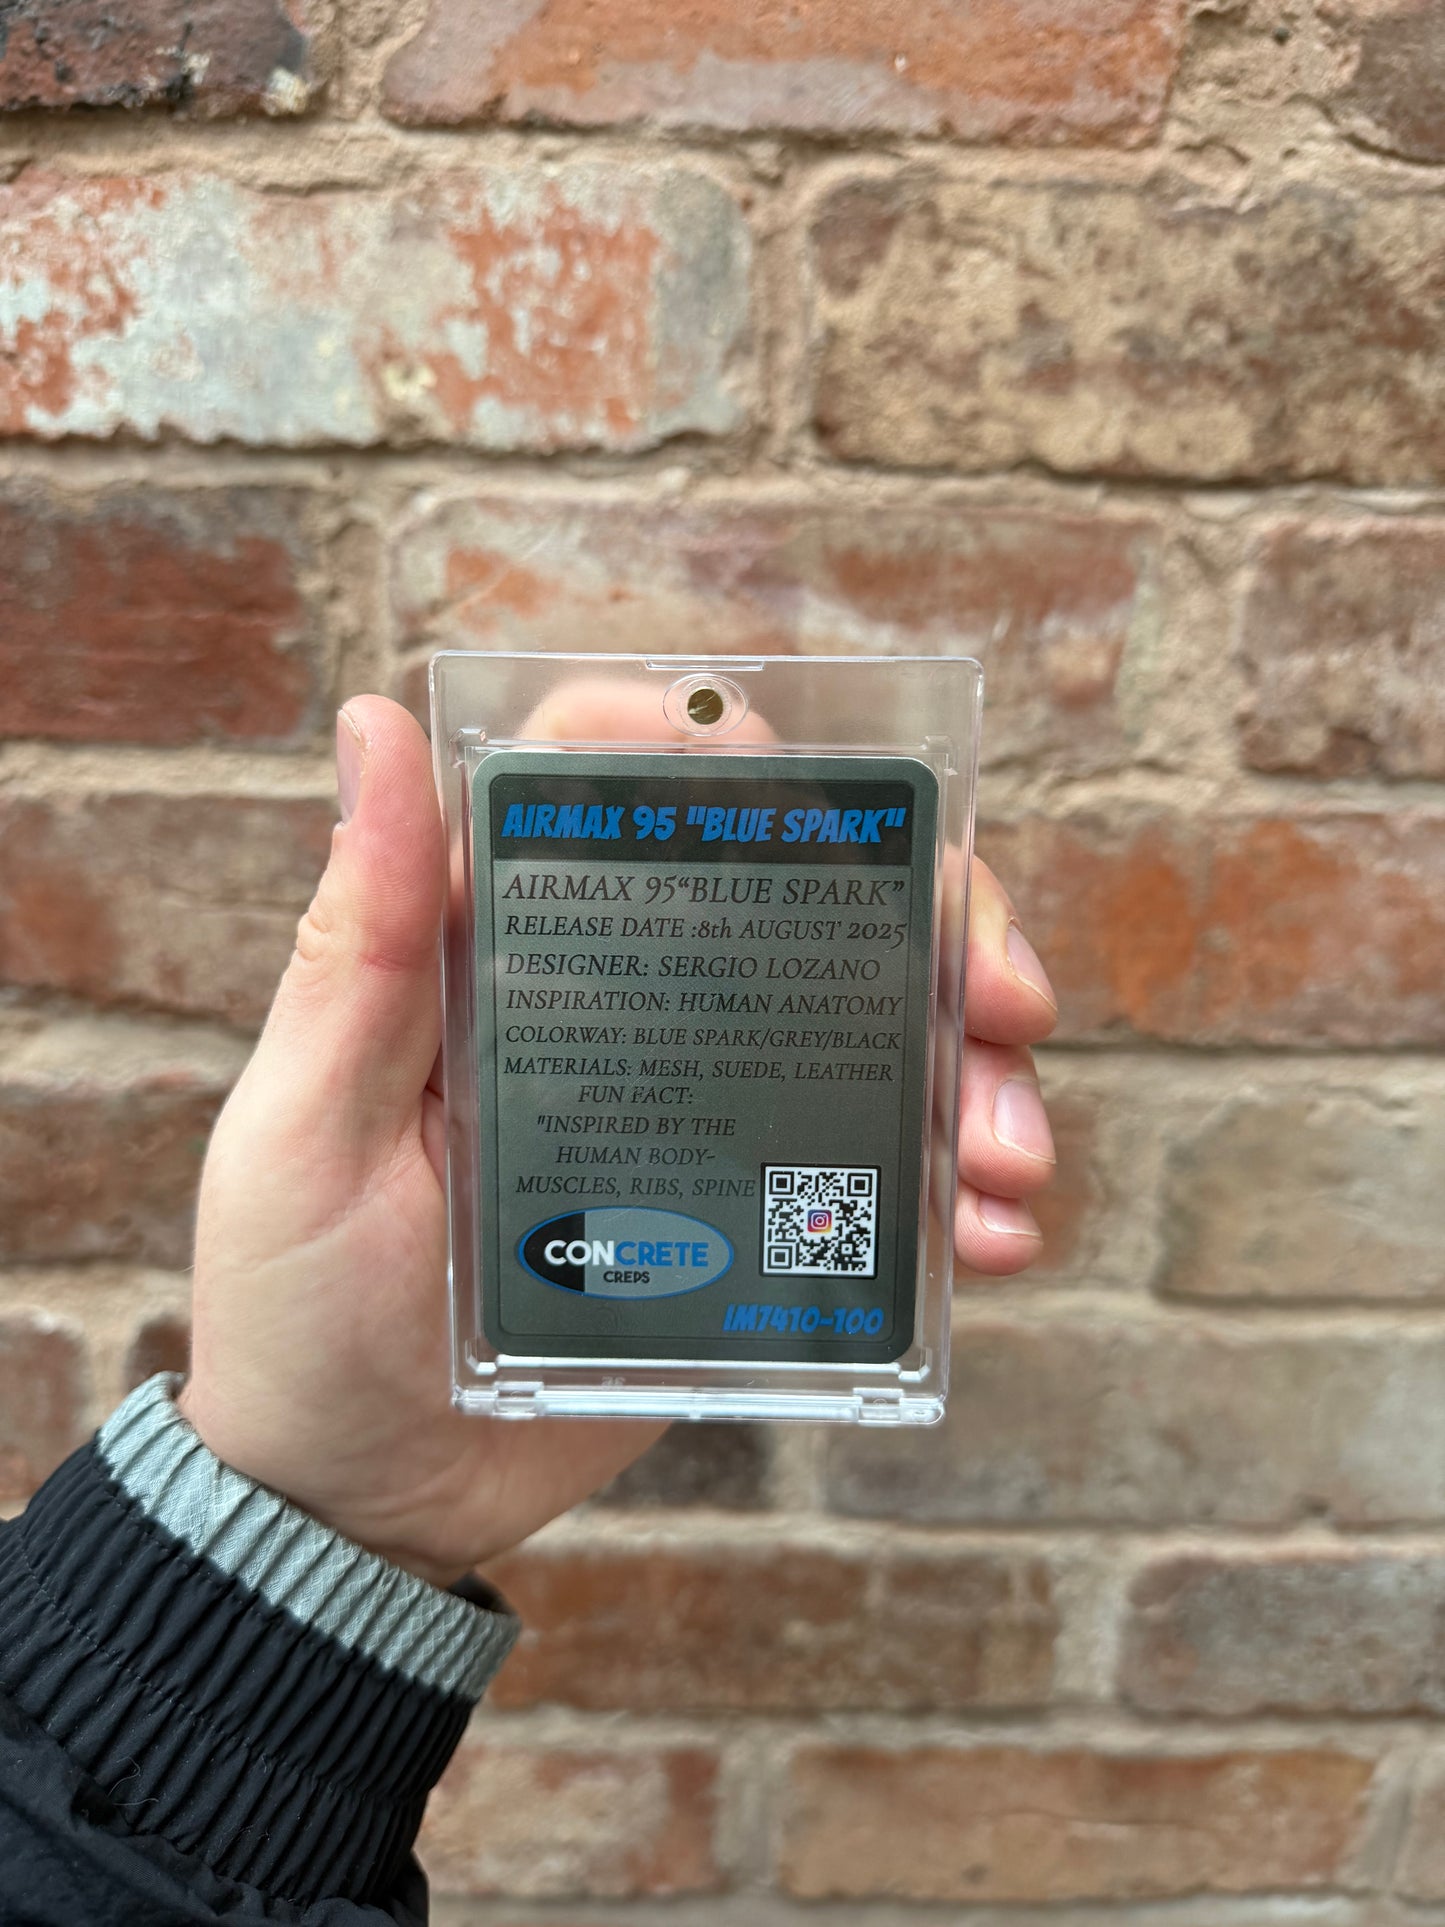 AIRMAX 95 "BLUE SPARK"
AIRMAX 95“BLUE SPARK”
RELEASE DATE :8th AUGUST 2025
DESIGNER: SERGIO LOZANO
INSPIRATION: HUMAN ANATOMY
COLORWAY: BLUE SPARK/GREY/BLACK
MATERIALS: MESH, SUEDE, LEATHER
FUN FACT:
"INSPIRED BY THE
HUMAN BODY-
MUSCLES, RIBS, SPINE
CONCRETE
CREPS
IM7410-100